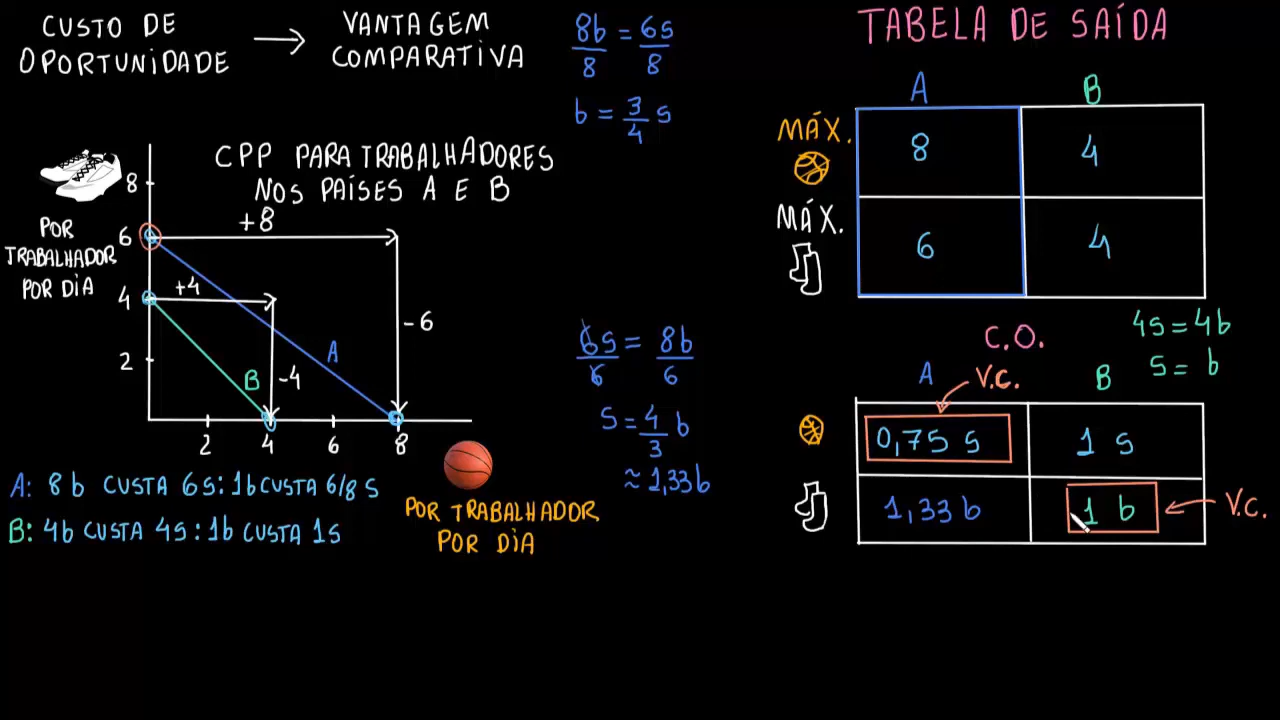 CUSTO DE
OPORTUNIDADE
VANTAGEM
COMPARATIVA
8b = 6s
8 8
b = 3/4 s
TABELA DE SAÍDA
A B
MÁX.
8 4
MÁX.
6 4
CPP PARA TRABALHADORES
NOS PAÍSES A E B
POR
TRABALHADOR
POR DIA
8
6
4
2
+8
+4
-6
-4
A
B
2 4 6 8
POR TRABALHADOR
POR DIA
A: 8b CUSTA 6s: 1b CUSTA 6/8 s
B: 4b CUSTA 4s: 1b CUSTA 1s
6s = 8b
6 6
s = 4/3 b
≈ 1,33b
4s = 4b
s = b
C.O.
A V.C. B
0,75 s 1 s
1,33 b 1 b V.C.